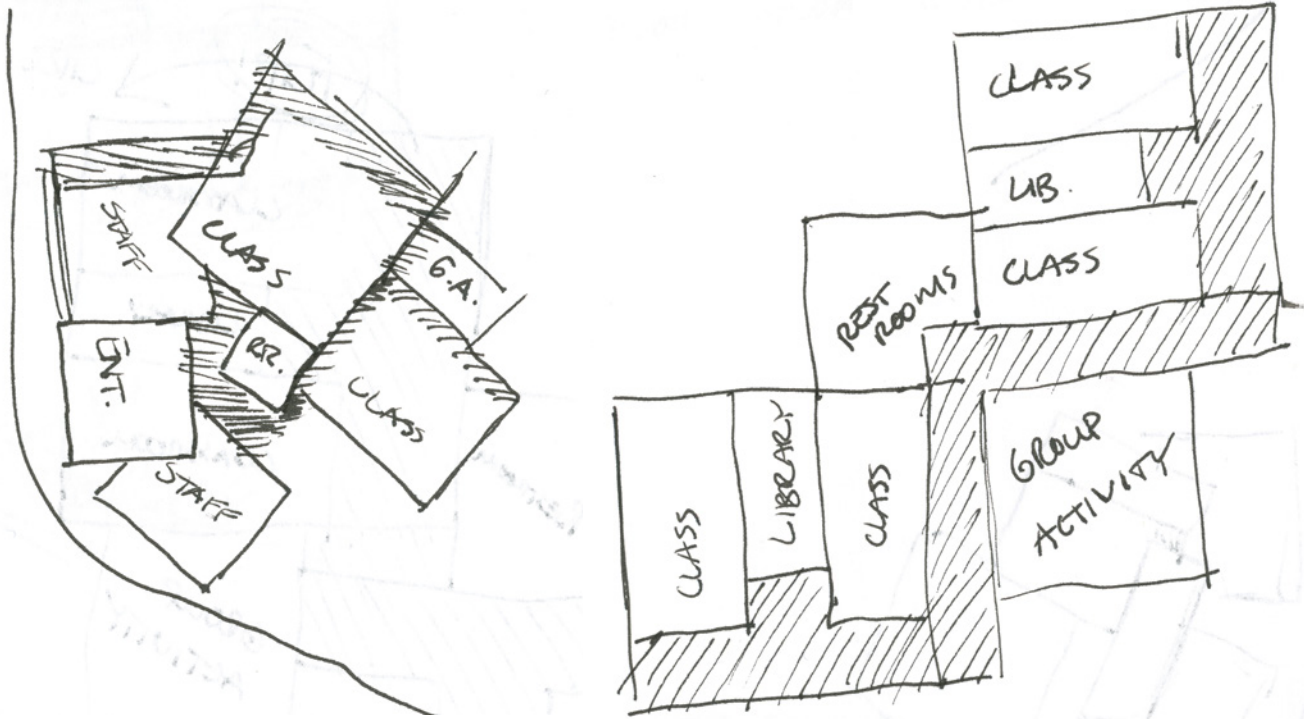 STAFF
CLASS
G.A.
ENT.
RR.
CLASS
STAFF
CLASS
LIB.
CLASS
REST
ROOMS
CLASS
LIBRARY
CLASS
GROUP
ACTIVITY